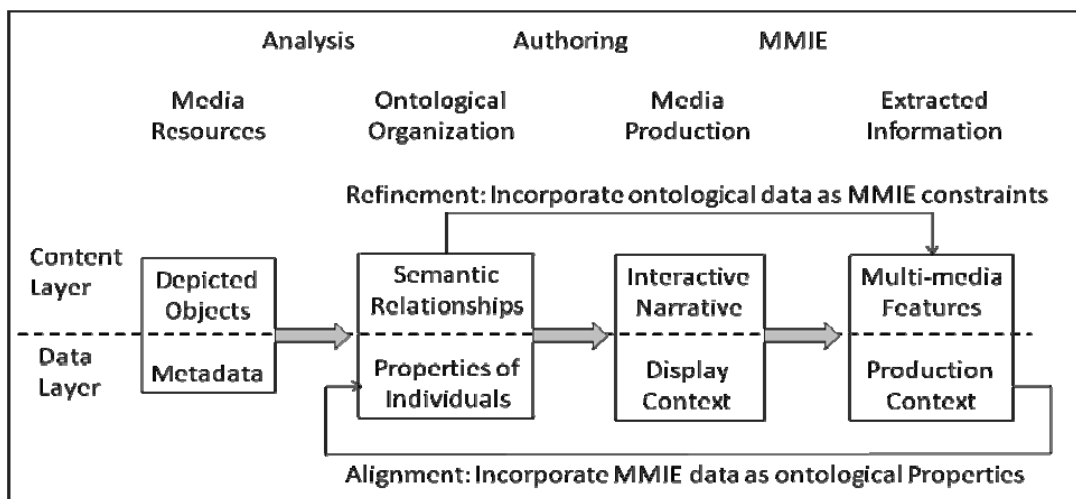 Analysis Authoring MMIE
Media Resources
Ontological Organization
Media Production
Extracted Information
Refinement: Incorporate ontological data as MMIE constraints
Content Layer
Depicted Objects
Semantic Relationships
Interactive Narrative
Multi-media Features
Data Layer
Metadata
Properties of Individuals
Display Context
Production Context
Alignment: Incorporate MMIE data as ontological Properties